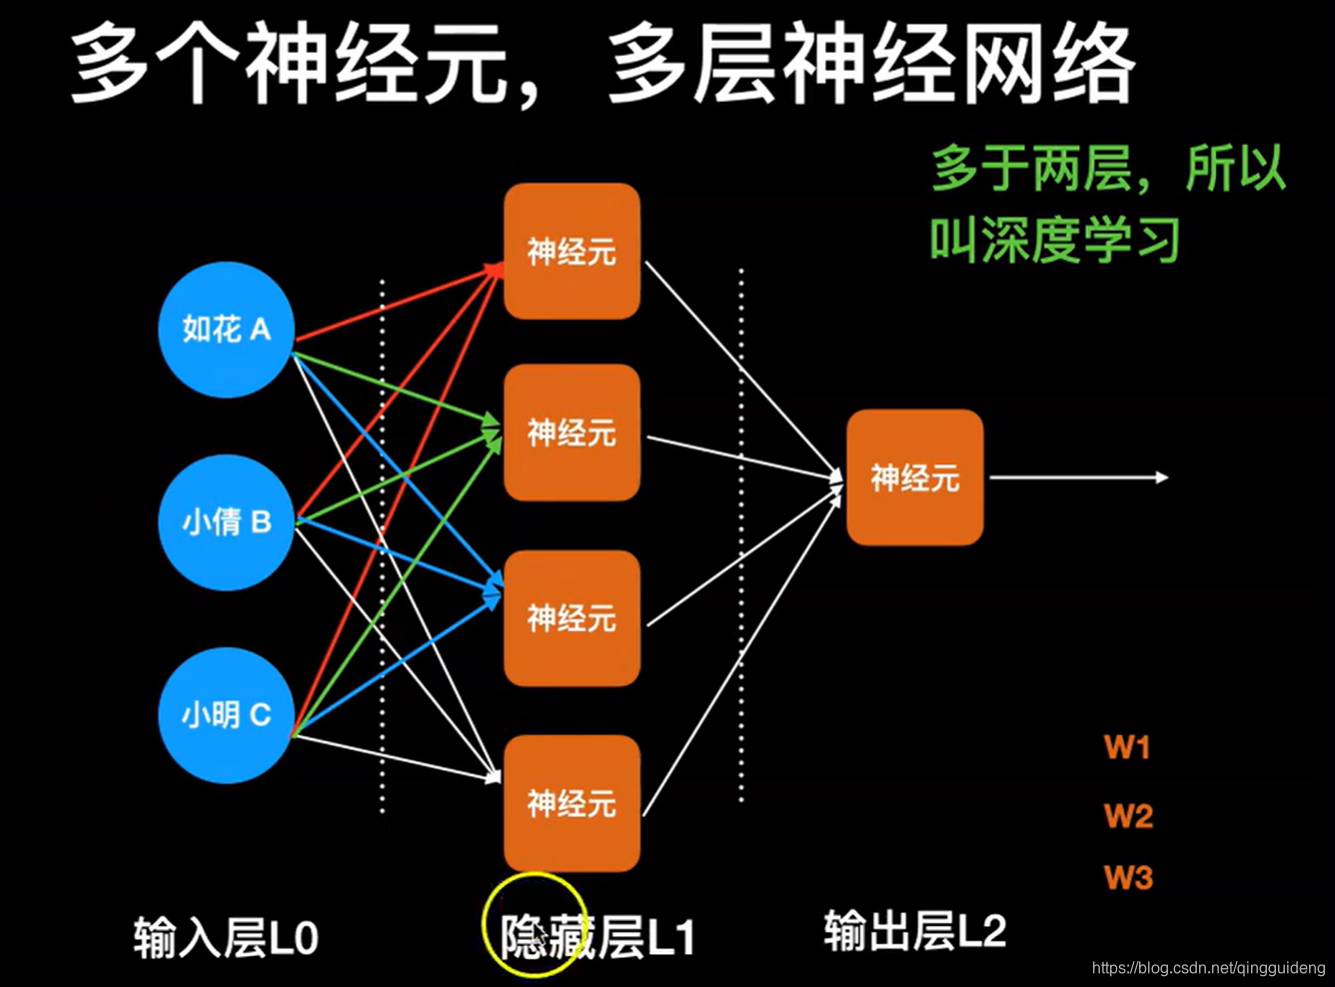 多个神经元，多层神经网络
多于两层，所以
叫深度学习
如花 A
小倩 B
小明 C
神经元
神经元
神经元
神经元
神经元
W1
W2
W3
输入层L0
隐藏层L1
输出层L2
https://blog.csdn.net/qingguideng